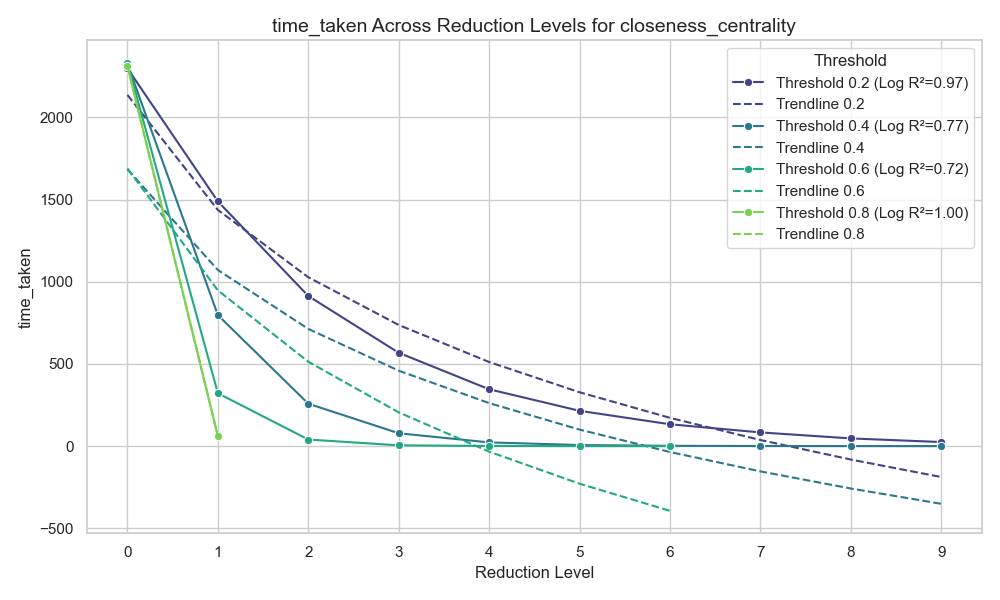 time_taken Across Reduction Levels for closeness_centrality
Threshold
Threshold 0.2 (Log R²=0.97)
Trendline 0.2
Threshold 0.4 (Log R²=0.77)
Trendline 0.4
Threshold 0.6 (Log R²=0.72)
Trendline 0.6
Threshold 0.8 (Log R²=1.00)
Trendline 0.8
time_taken
2000
1500
1000
500
0
−500
0 1 2 3 4 5 6 7 8 9
Reduction Level